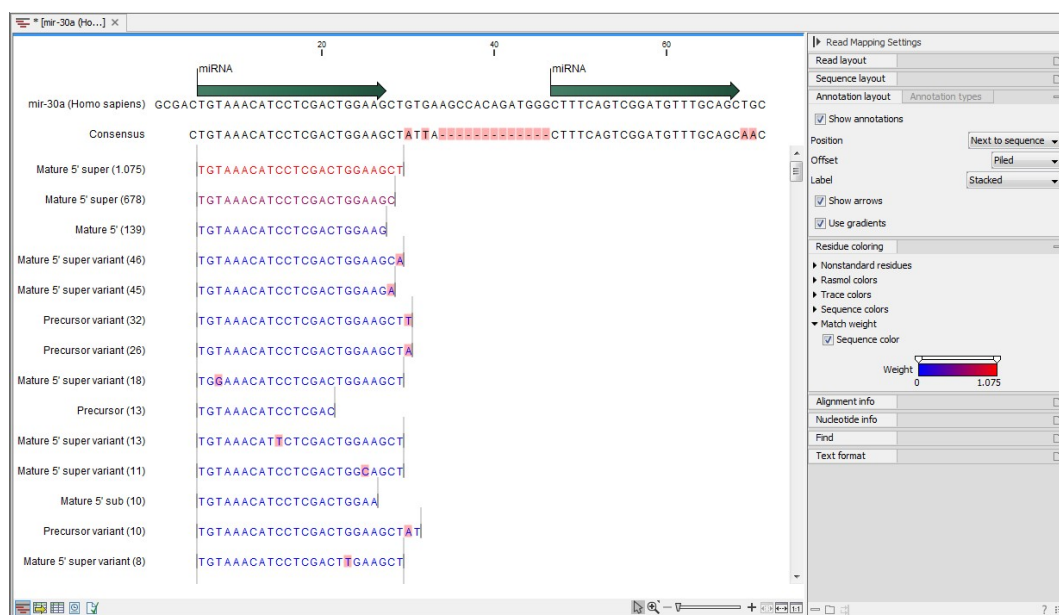 * [mir-30a (Ho...]
20 40 60
miRNA miRNA
mir-30a (Homo sapiens) GCGACTGTAAACATCCTCGACTGGAAGCTGTGAAGCCACAGATGGGCTTTCAGTCGGATGTTTGCAGCTGC
Consensus CTGTAAACATCCTCGACTGGAAGCTATTA-------------CTTTCAGTCGGATGTTTGCAGCAAC
Mature 5' super (1.075) TGTAAACATCCTCGACTGGAAGCT
Mature 5' super (678) TGTAAACATCCTCGACTGGAAGC
Mature 5' (139) TGTAAACATCCTCGACTGGAAG
Mature 5' super variant (46) TGTAAACATCCTCGACTGGAAGCA
Mature 5' super variant (45) TGTAAACATCCTCGACTGGAAGA
Precursor variant (32) TGTAAACATCCTCGACTGGAAGCTT
Precursor variant (26) TGTAAACATCCTCGACTGGAAGCTA
Mature 5' super variant (18) TGGAAACATCCTCGACTGGAAGCT
Precursor (13) TGTAAACATCCTCGAC
Mature 5' super variant (13) TGTAAACATTCTCGACTGGAAGCT
Mature 5' super variant (11) TGTAAACATCCTCGACTGGCAGCT
Mature 5' sub (10) TGTAAACATCCTCGACTGGAA
Precursor variant (10) TGTAAACATCCTCGACTGGAAGCTAT
Mature 5' super variant (8) TGTAAACATCCTCGACTTGAAGCT
Read Mapping Settings
Read layout
Sequence layout
Annotation layout Annotation types
Show annotations
Position Next to sequence
Offset Piled
Label Stacked
Show arrows
Use gradients
Residue coloring
Nonstandard residues
Rasmol colors
Trace colors
Sequence colors
Match weight
Sequence color
Weight
0 1.075
Alignment info
Nucleotide info
Find
Text format